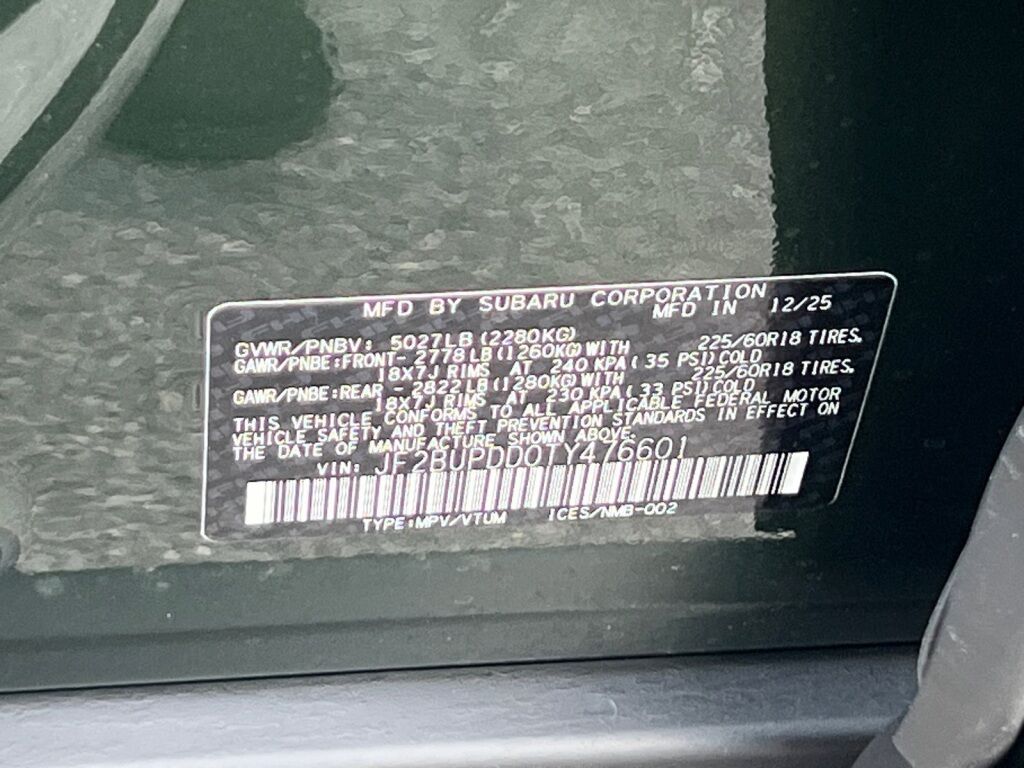 MFD BY SUBARU CORPORATION
MFD IN 12/25
GVWR/PNBV: 5027LB (2280KG)
GAWR/PNBE:FRONT- 2778LB(1260KG)WITH 225/60R18 TIRES.
18X7J RIMS AT 240 KPA( 35 PSI)COLD
GAWR/PNBE:REAR - 2822LB(1280KG)WITH 225/60R18 TIRES.
18X7J RIMS AT 230 KPA( 33 PSI)COLD
THIS VEHICLE CONFORMS TO ALL APPLICABLE FEDERAL MOTOR
VEHICLE SAFETY AND THEFT PREVENTION STANDARDS IN EFFECT ON
THE DATE OF MANUFACTURE SHOWN ABOVE.
VIN: JF2BUPDD0TY476601
TYPE:MPV/VTUM ICES/NMB-002